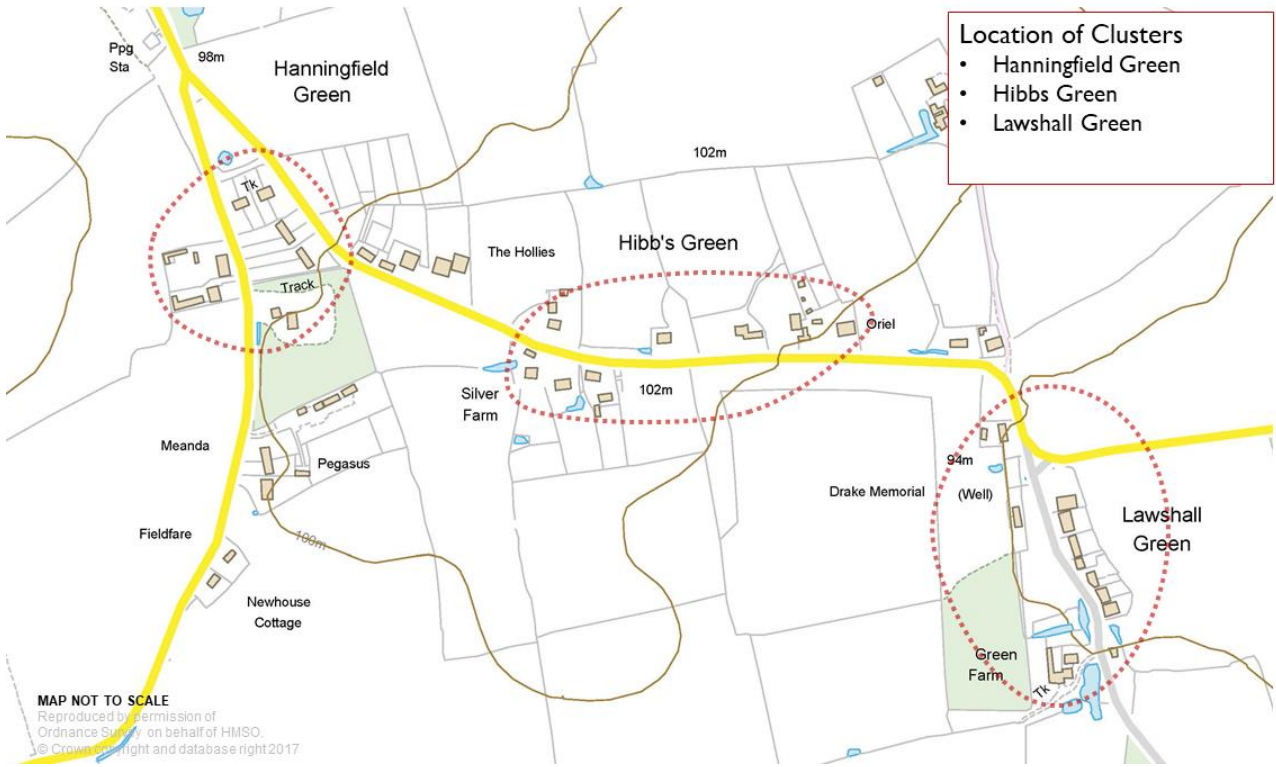 Location of Clusters
• Hanningfield Green
• Hibbs Green
• Lawshall Green
Ppg
Sta
98m
Hanningfield
Green
102m
Tk
The Hollies
Hibb's Green
Track
Oriel
Silver
Farm
102m
Meanda
Pegasus
94m
Drake Memorial
(Well)
Lawshall
Green
Fieldfare
100m
Newhouse
Cottage
Green
Farm
Tk
MAP NOT TO SCALE
Reproduced by permission of
Ordnance Survey on behalf of HMSO.
© Crown copyright and database right 2017